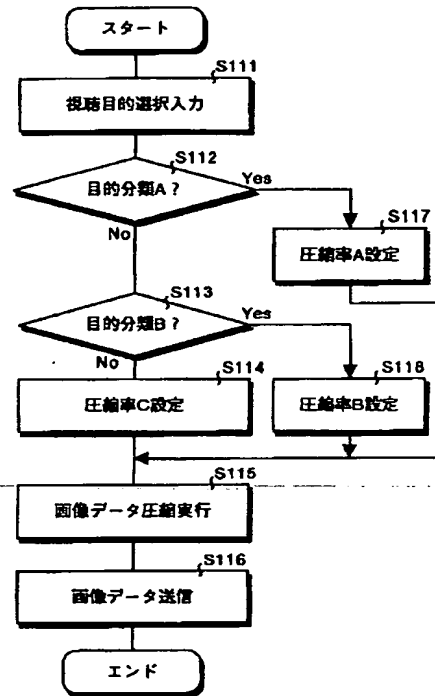 スタート
S111
視聴目的選択入力
S112
目的分類A?
Yes
No
S117
圧縮率A設定
S113
目的分類B?
Yes
No
S114
圧縮率C設定
S118
圧縮率B設定
S115
画像データ圧縮実行
S116
画像データ送信
エンド